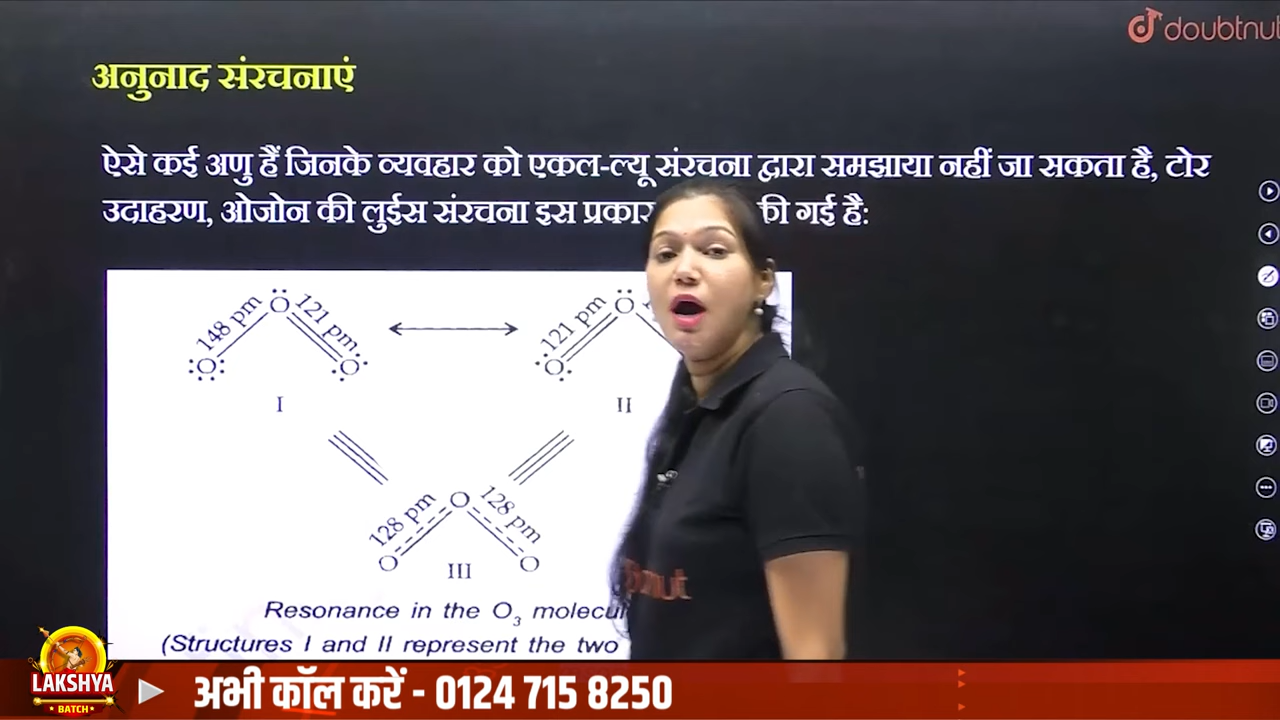 doubtnut
अनुनाद संरचनाएं
ऐसे कई अणु हैं जिनके व्यवहार को एकल-ल्यू संरचना द्वारा समझाया नहीं जा सकता है, टोर
उदाहरण, ओजोन की लुईस संरचना इस प्रकार की गई है:
148 pm O 121 pm O O
121 pm O O
I II
128 pm O 128 pm
O O
III
Resonance in the O₃
(Structures I and II represent the two
LAKSHYA
BATCH
अभी कॉल करें - 0124 715 8250